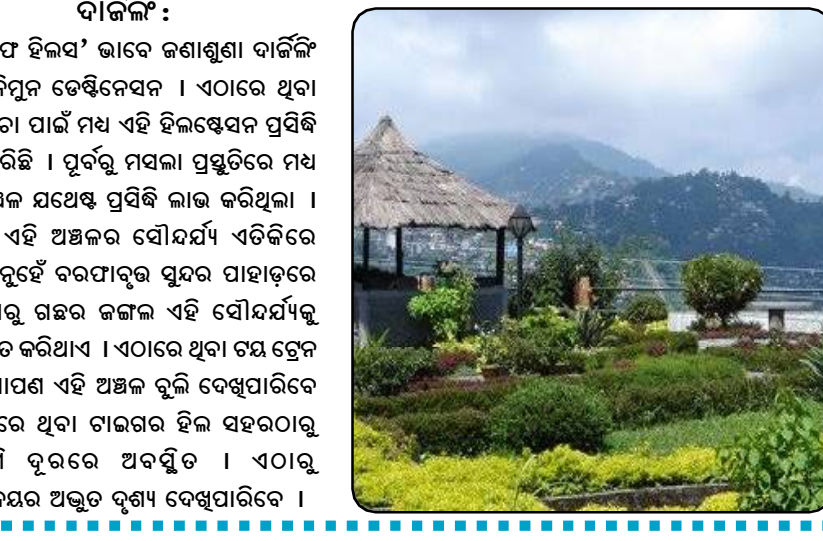 ଦାର୍ଜିଲିଂ :
ହିଲସ’ ଭାବେ ଜଣାଶୁଣା ଦାର୍ଜିଲିଂ
ଡେଷ୍ଟିନେସନ । ଏଠାରେ ଥିବା
ପାଇଁ ମଧ୍ୟ ଏହି ହିଲଷ୍ଟେସନ ପ୍ରସିଦ୍ଧି
। ପୂର୍ବରୁ ମସଲା ପ୍ରସ୍ତୁତିରେ ମଧ୍ୟ
ଯଥେଷ୍ଟ ପ୍ରସିଦ୍ଧି ଲାଭ କରିଥିଲା ।
ଏହି ଅଞ୍ଚଳର ସୌନ୍ଦର୍ଯ୍ୟ ଏତିକିରେ
ନୁହେଁ ବରଫାବୃତ୍ତ ସୁନ୍ଦର ପାହାଡ଼ରେ
ଗଛର ଜଙ୍ଗଲ ଏହି ସୌନ୍ଦର୍ଯ୍ୟକୁ
କରିଥାଏ । ଏଠାରେ ଥିବା ଟୟ ଟ୍ରେନ
ଏହି ଅଞ୍ଚଳ ବୁଲି ଦେଖିପାରିବେ
ଥିବା ଟାଇଗର ହିଲ ସହରଠାରୁ
ଦୂରରେ ଅବସ୍ଥିତ । ଏଠାରୁ
ଅଦ୍ଭୁତ ଦୃଶ୍ୟ ଦେଖିପାରିବେ ।